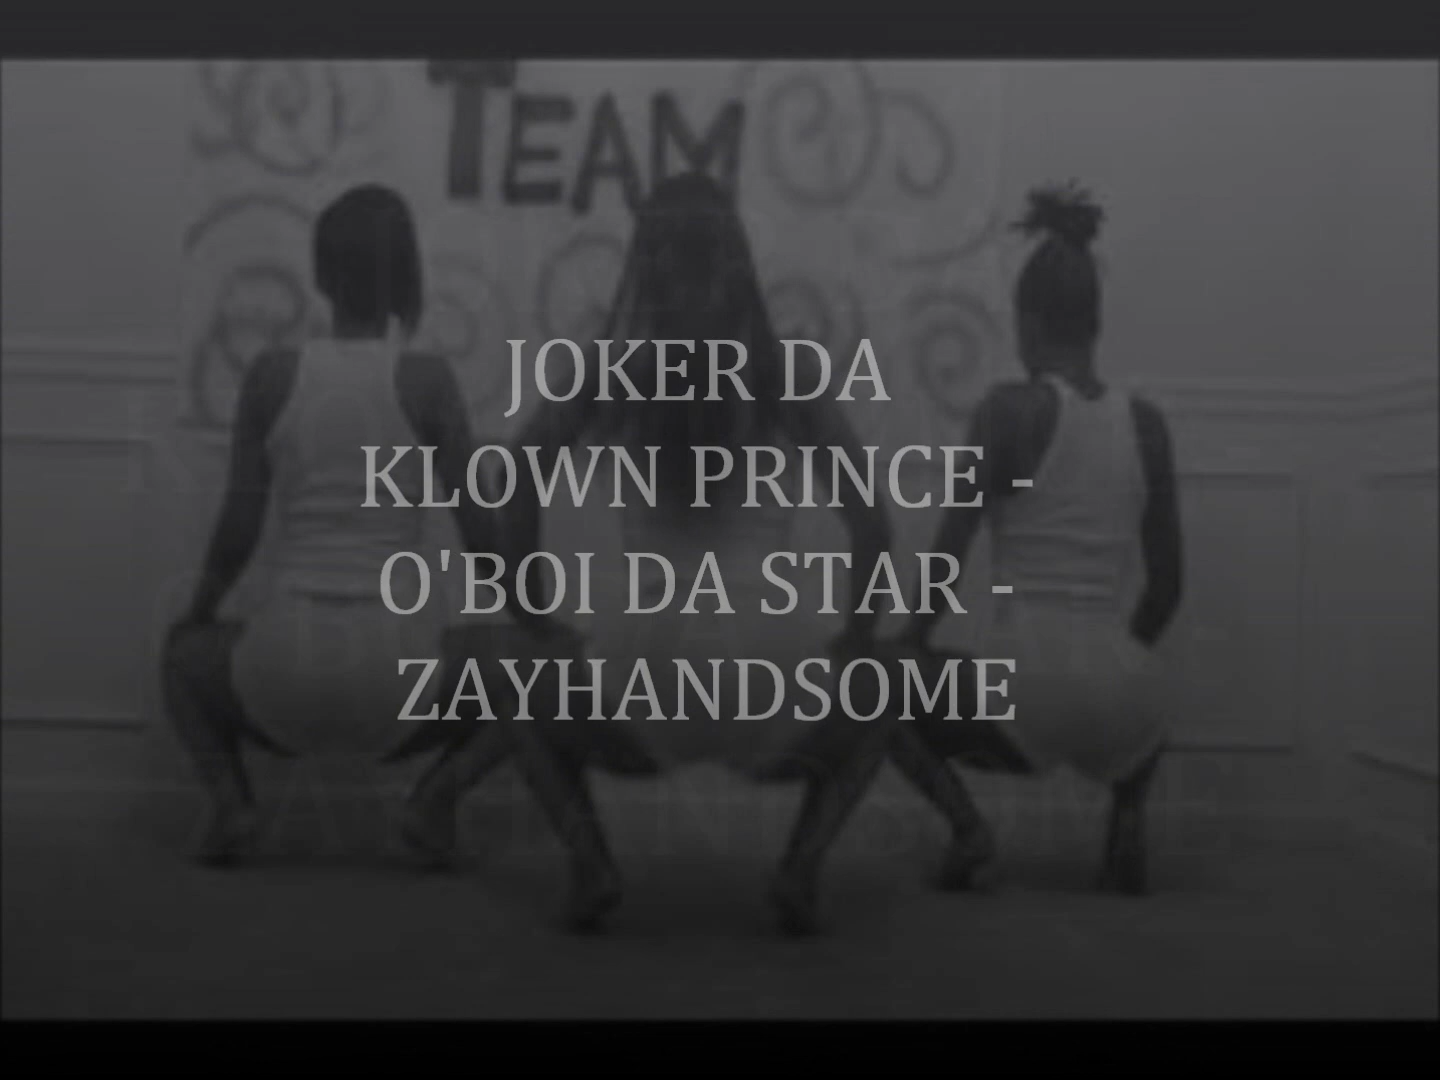 TEAM
JOKER DA
KLOWN PRINCE -
O'BOI DA STAR -
ZAYHANDSOME